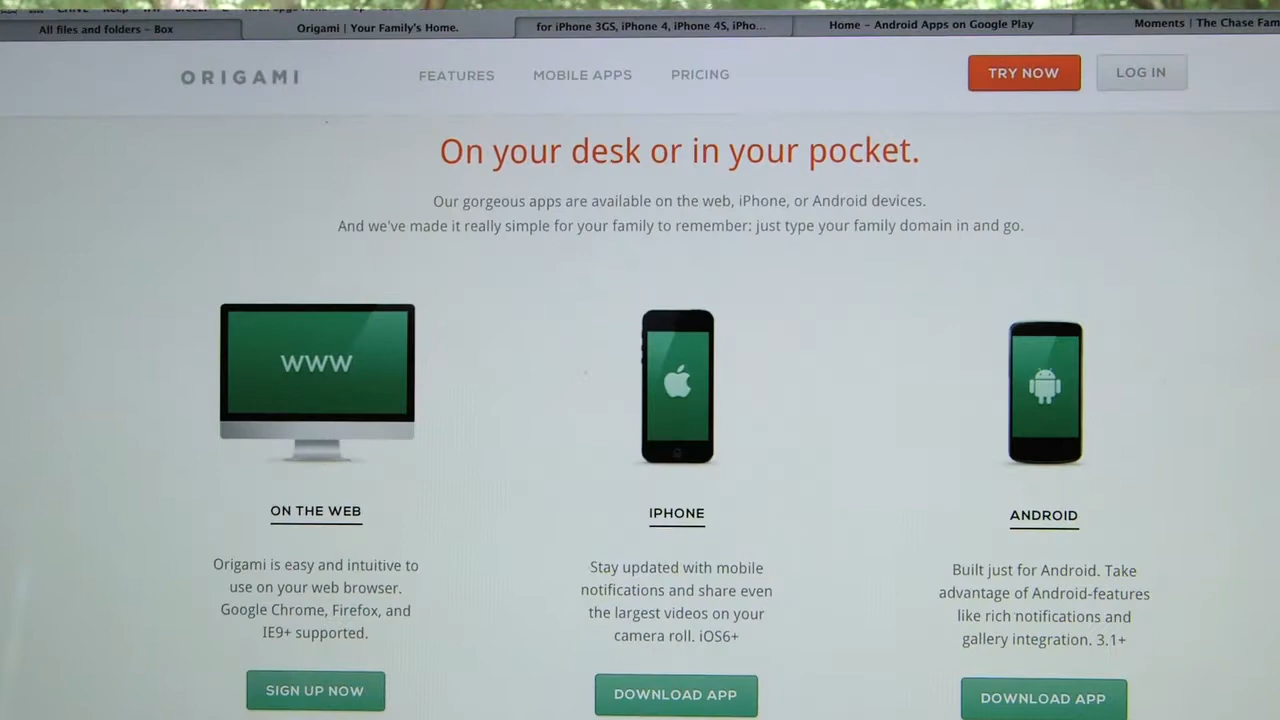 All files and folders – Box
Origami | Your Family's Home.
for iPhone 3GS, iPhone 4, iPhone 4S, iPho...
Home – Android Apps on Google Play
Moments | The Chase Fam
ORIGAMI
FEATURES
MOBILE APPS
PRICING
TRY NOW
LOG IN
On your desk or in your pocket.
Our gorgeous apps are available on the web, iPhone, or Android devices.
And we've made it really simple for your family to remember: just type your family domain in and go.
www
ON THE WEB
Origami is easy and intuitive to
use on your web browser.
Google Chrome, Firefox, and
IE9+ supported.
SIGN UP NOW
IPHONE
Stay updated with mobile
notifications and share even
the largest videos on your
camera roll. iOS6+
DOWNLOAD APP
ANDROID
Built just for Android. Take
advantage of Android-features
like rich notifications and
gallery integration. 3.1+
DOWNLOAD APP